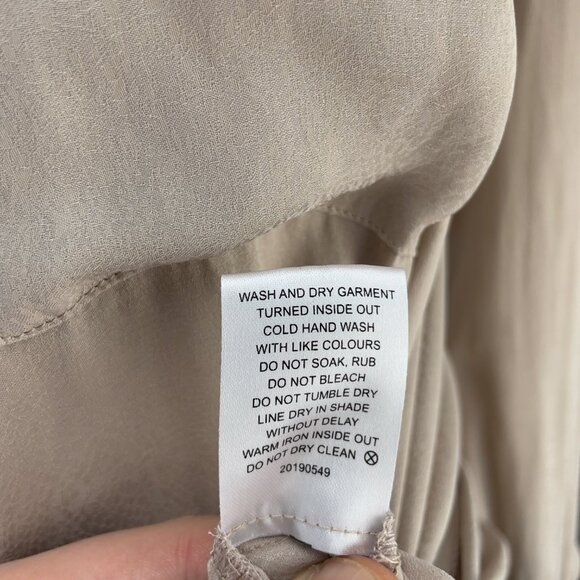 WASH AND DRY GARMENT
TURNED INSIDE OUT
COLD HAND WASH
WITH LIKE COLOURS
DO NOT SOAK, RUB
DO NOT BLEACH
DO NOT TUMBLE DRY
LINE DRY IN SHADE
WITHOUT DELAY
WARM IRON INSIDE OUT
DO NOT DRY CLEAN
20190549